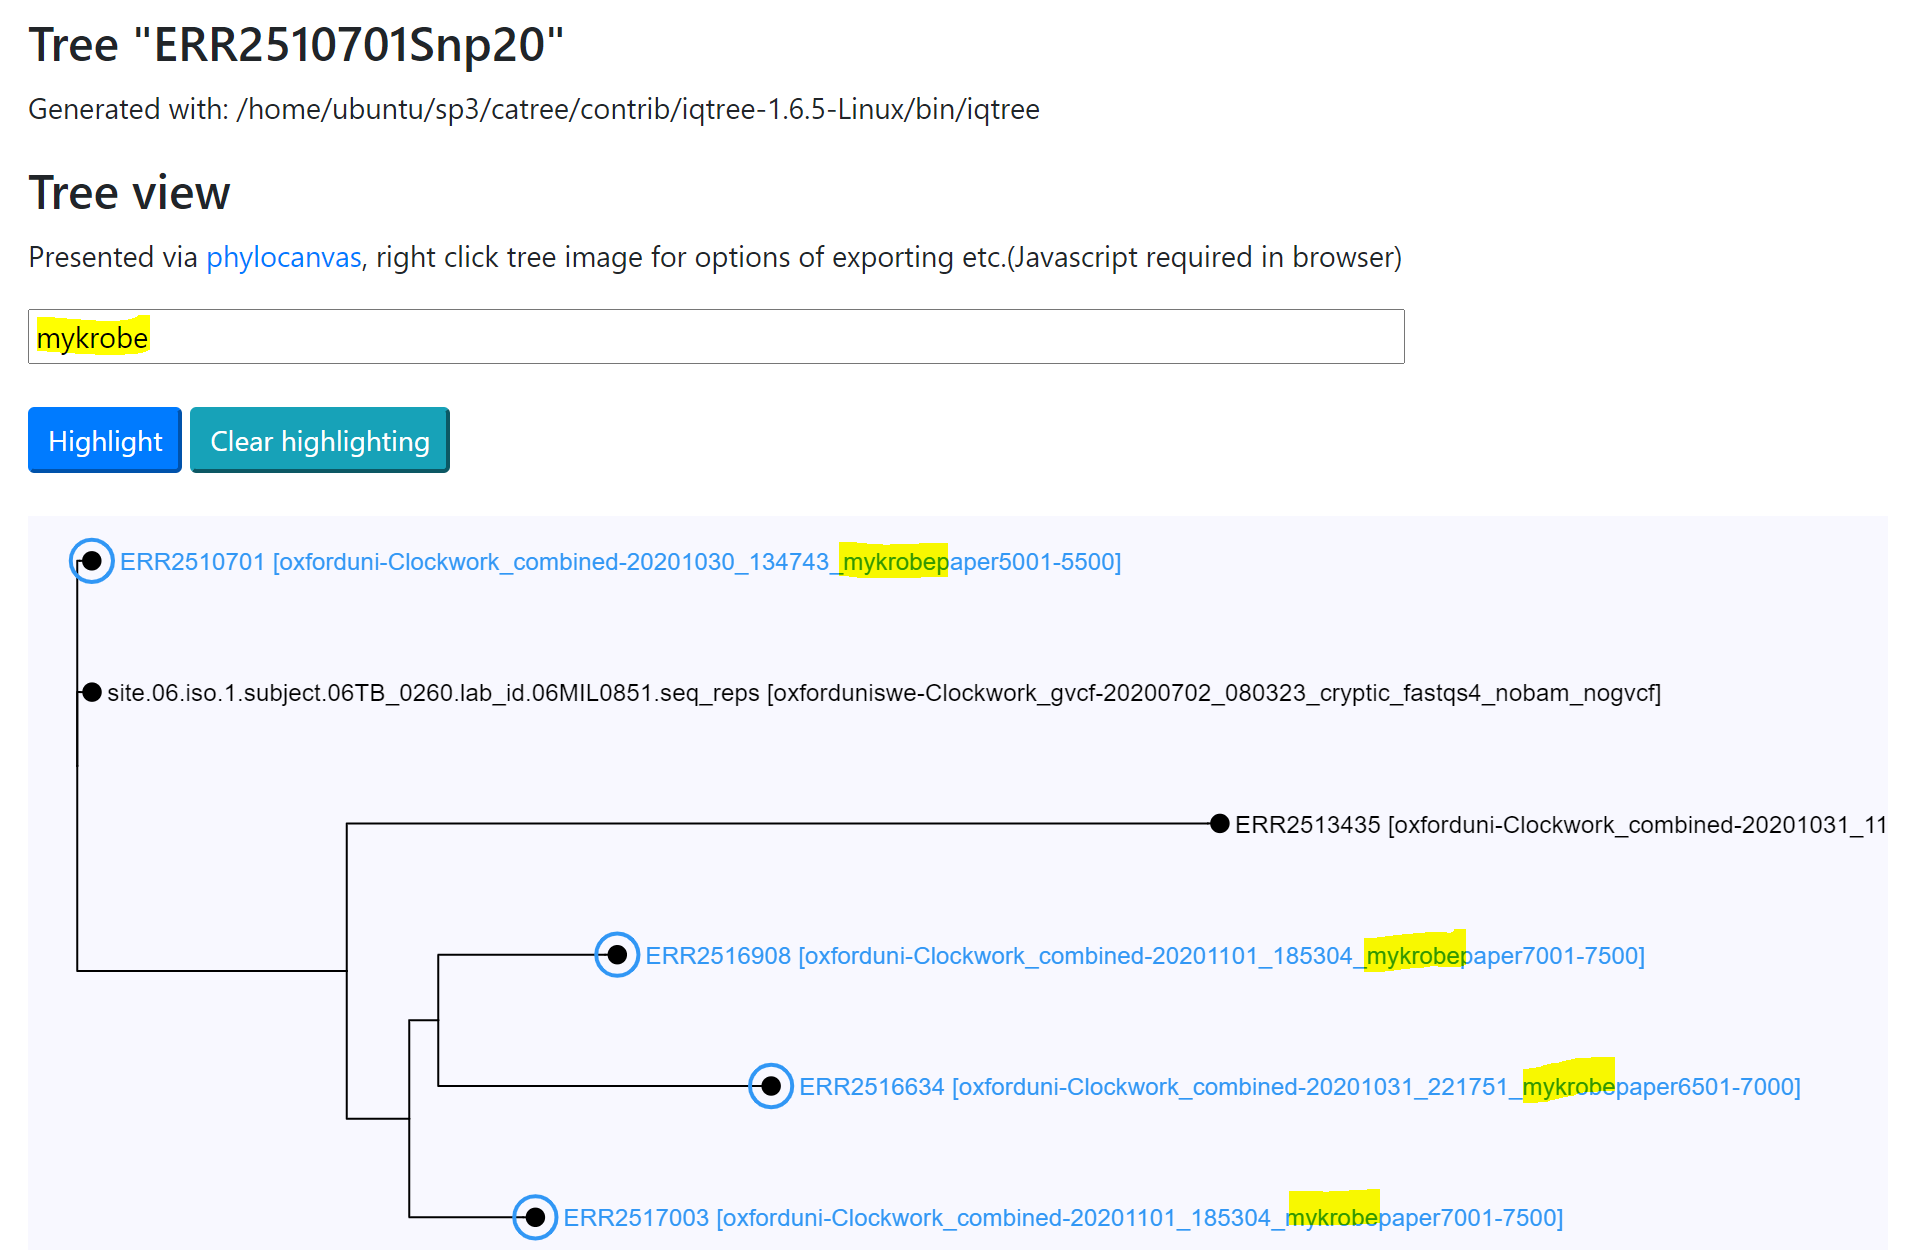 Tree "ERR2510701Snp20"
Generated with: /home/ubuntu/sp3/catree/contrib/iqtree-1.6.5-Linux/bin/iqtree
Tree view
Presented via phylocanvas, right click tree image for options of exporting etc.(Javascript required in browser)
mykrobe
Highlight Clear highlighting
ERR2510701 [oxforduni-Clockwork_combined-20201030_134743_mykrobepaper5001-5500]
site.06.iso.1.subject.06TB_0260.lab_id.06MIL0851.seq_reps [oxforduniswe-Clockwork_gvcf-20200702_080323_cryptic_fastqs4_nobam_nogvcf]
ERR2513435 [oxforduni-Clockwork_combined-20201031_11
ERR2516908 [oxforduni-Clockwork_combined-20201101_185304_mykrobepaper7001-7500]
ERR2516634 [oxforduni-Clockwork_combined-20201031_221751_mykrobepaper6501-7000]
ERR2517003 [oxforduni-Clockwork_combined-20201101_185304_mykrobepaper7001-7500]